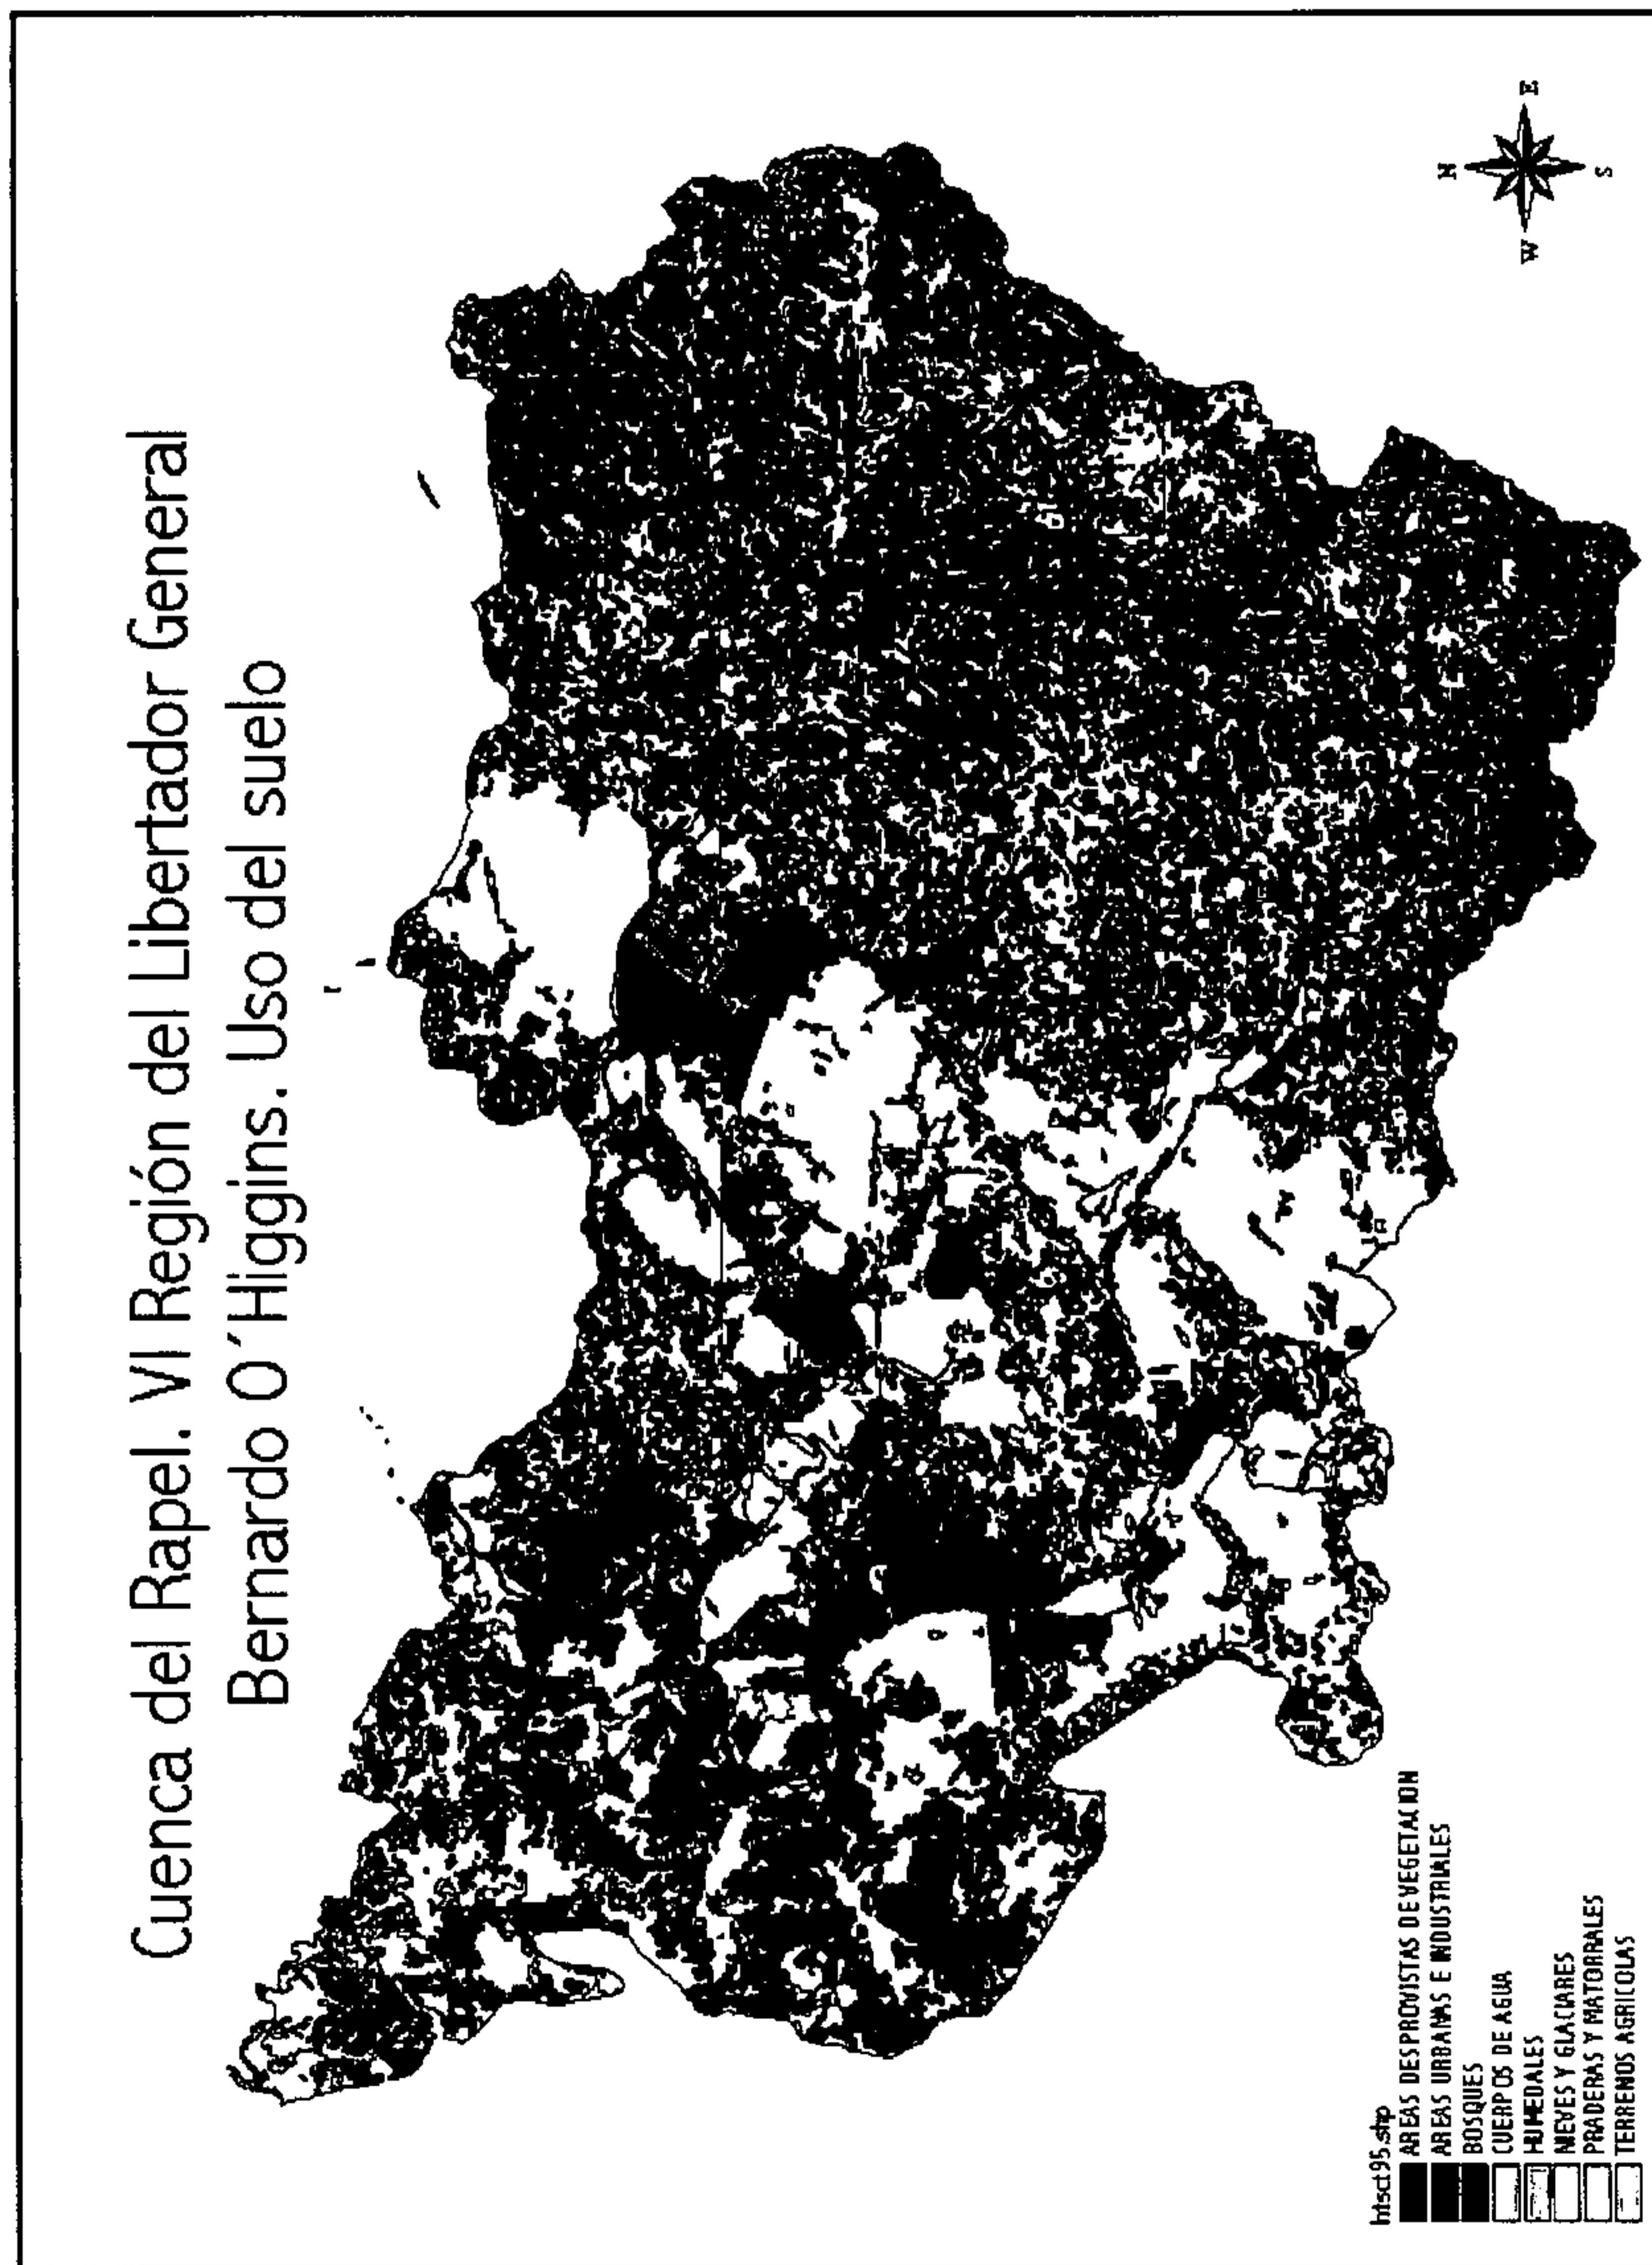 Cuenca del Rapel. VI Región del Libertador General
Bernardo O´Higgins. Uso del suelo
N
E
S
W
htsct95.shp
AREAS DESPROVISTAS DE VEGETACION
AREAS URBANAS E INDUSTRIALES
BOSQUES
CUERPOS DE AGUA
HUMEDALES
NIEVES Y GLACIARES
PRADERAS Y MATORRALES
TERRENOS AGRICOLAS